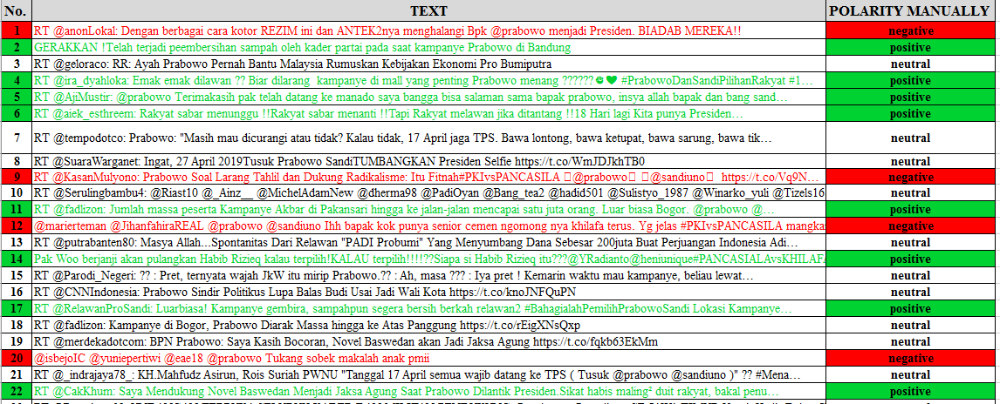 No. TEXT POLARITY MANUALLY
1 RT @anonLokal: Dengan berbagai cara kotor REZIM ini dan ANTEK2nya menghalangi Bpk @prabowo menjadi Presiden. BIADAB MEREKA!! negative
2 GERAKKAN !Telah terjadi peembersihan sampah oleh kader partai pada saat kampanye Prabowo di Bandung positive
3 RT @geloraco: RR: Ayah Prabowo Pernah Bantu Malaysia Rumuskan Kebijakan Ekonomi Pro Bumiputra neutral
4 RT @ira_dyahloka: Emak emak dilawan ?? Biar dilarang kampanye di mall yang penting Prabowo menang ?????? #PrabowoDanSandiPilihanRakyat #1… positive
5 RT @AjiMustir: @prabowo Terimakasih pak telah datang ke manado saya bangga bisa salaman sama bapak prabowo, insya allah bapak dan bang sand… positive
6 RT @aiek_esthreem: Rakyat sabar menunggu !!Rakyat sabar menanti !!Tapi Rakyat melawan jika ditantang !!18 Hari lagi Kita punya Presiden… positive
7 RT @tempodotco: Prabowo: "Masih mau dicurangi atau tidak? Kalau tidak, 17 April jaga TPS. Bawa lontong, bawa ketupat, bawa sarung, bawa tik… neutral
8 RT @SuaraWarganet: Ingat, 27 April 2019Tusuk Prabowo SandiTUMBANGKAN Presiden Selfie https://t.co/WmJDJkhTB0 neutral
9 RT @KasanMulyono: Prabowo Soal Larang Tahlil dan Dukung Radikalisme: Itu Fitnah#PKIvsPANCASILA @prabowo @sandiuno https://t.co/Vq9N… negative
10 RT @Serulingbambu4: @Riast10 @_Ainz__ @MichelAdamNew @dherma98 @PadiOyan @Bang_tea2 @hadid501 @Sulistyo_1987 @Winarko_yuli @Tizels16 neutral
11 RT @fadlizon: Jumlah massa peserta Kampanye Akbar di Pakansari hingga ke jalan-jalan mencapai satu juta orang. Luar biasa Bogor. @prabowo @… positive
12 @marierteman @JihanfahiraREAL @prabowo @sandiuno Ihh bapak kok punya senior cemen ngomong nya khilafa terus. Yg jelas #PKIvsPANCASILA mangka negative
13 RT @putrabanten80: Masya Allah...Spontanitas Dari Relawan "PADI Probumi" Yang Menyumbang Dana Sebesar 200juta Buat Perjuangan Indonesia Adi… neutral
14 Pak Woo berjanji akan pulangkan Habib Rizieq kalau terpilih!KALAU terpilih!!!!!??Siapa si Habib Rizieq itu???@YRadianto@heniunique#PANCASIALAvsKHILAFA positive
15 RT @Parodi_Negeri: ?? : Pret, ternyata wajah JkW itu mirip Prabowo.?? : Ah, masa ??? : Iya pret ! Kemarin waktu mau kampanye, beliau lewat… neutral
16 RT @CNNIndonesia: Prabowo Sindir Politikus Lupa Balas Budi Usai Jadi Wali Kota https://t.co/knoJNFQuPN neutral
17 RT @RelawanProSandi: Luarbiasa! Kampanye gembira, sampahpun segera bersih berkah relawan2 #BahagialahPemilihPrabowoSandi Lokasi Kampanye… positive
18 RT @fadlizon: Kampanye di Bogor, Prabowo Diarak Massa hingga ke Atas Panggung https://t.co/rEigXNsQxp neutral
19 RT @merdekadotcom: BPN Prabowo: Saya Kasih Bocoran, Novel Baswedan akan Jadi Jaksa Agung https://t.co/fqkb63EkMm neutral
20 @isbejoIC @yuniepertiwi @eae18 @prabowo Tukang sobek makalah anak pmii negative
21 RT @_indrajaya78_: KH.Mahfudz Asirun, Rois Suriah PWNU "Tanggal 17 April semua wajib datang ke TPS ( Tusuk @prabowo @sandiuno )" ?? #Mena… neutral
22 RT @CakKhum: Saya Mendukung Novel Baswedan Menjadi Jaksa Agung Saat Prabowo Dilantik Presiden.Sikat habis maling² duit rakyat, bakal penu… positive